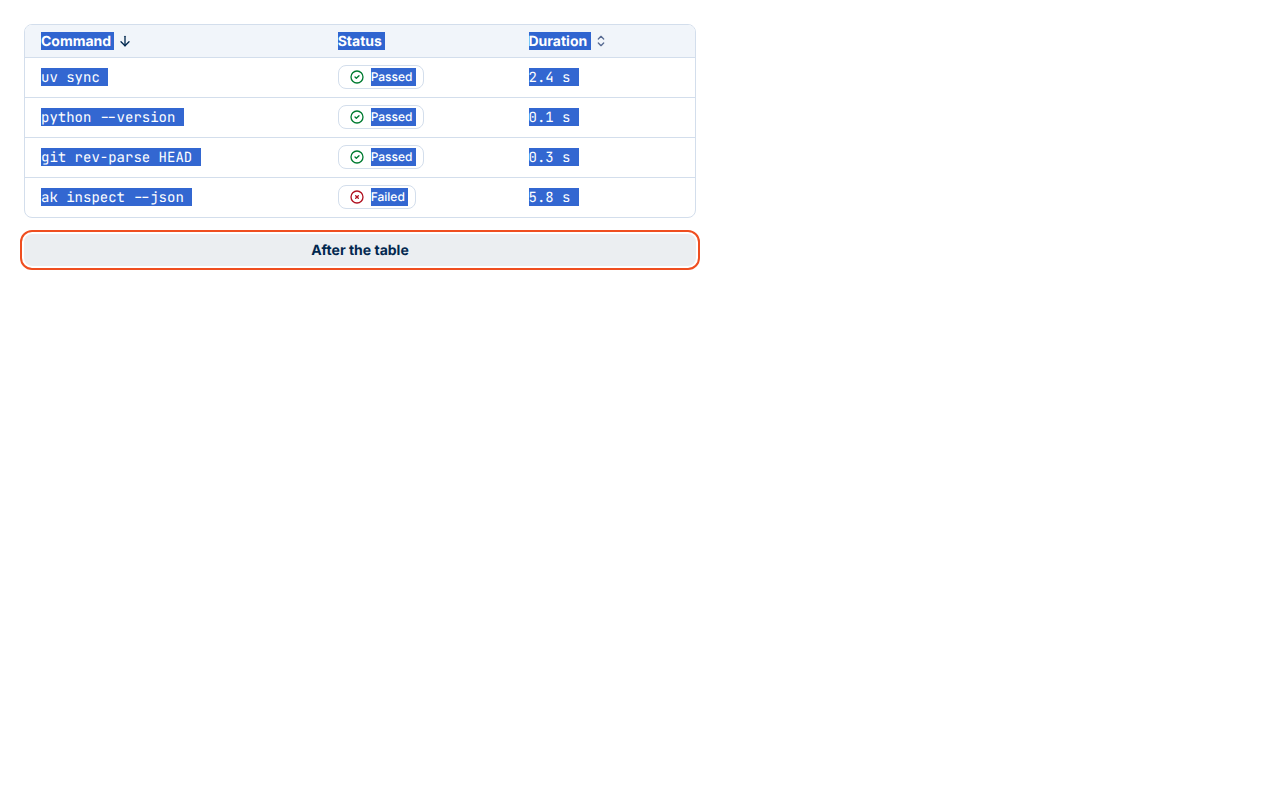 Command Status Duration
uv sync Passed 2.4 s
python --version Passed 0.1 s
git rev-parse HEAD Passed 0.3 s
ak inspect --json Failed 5.8 s
After the table